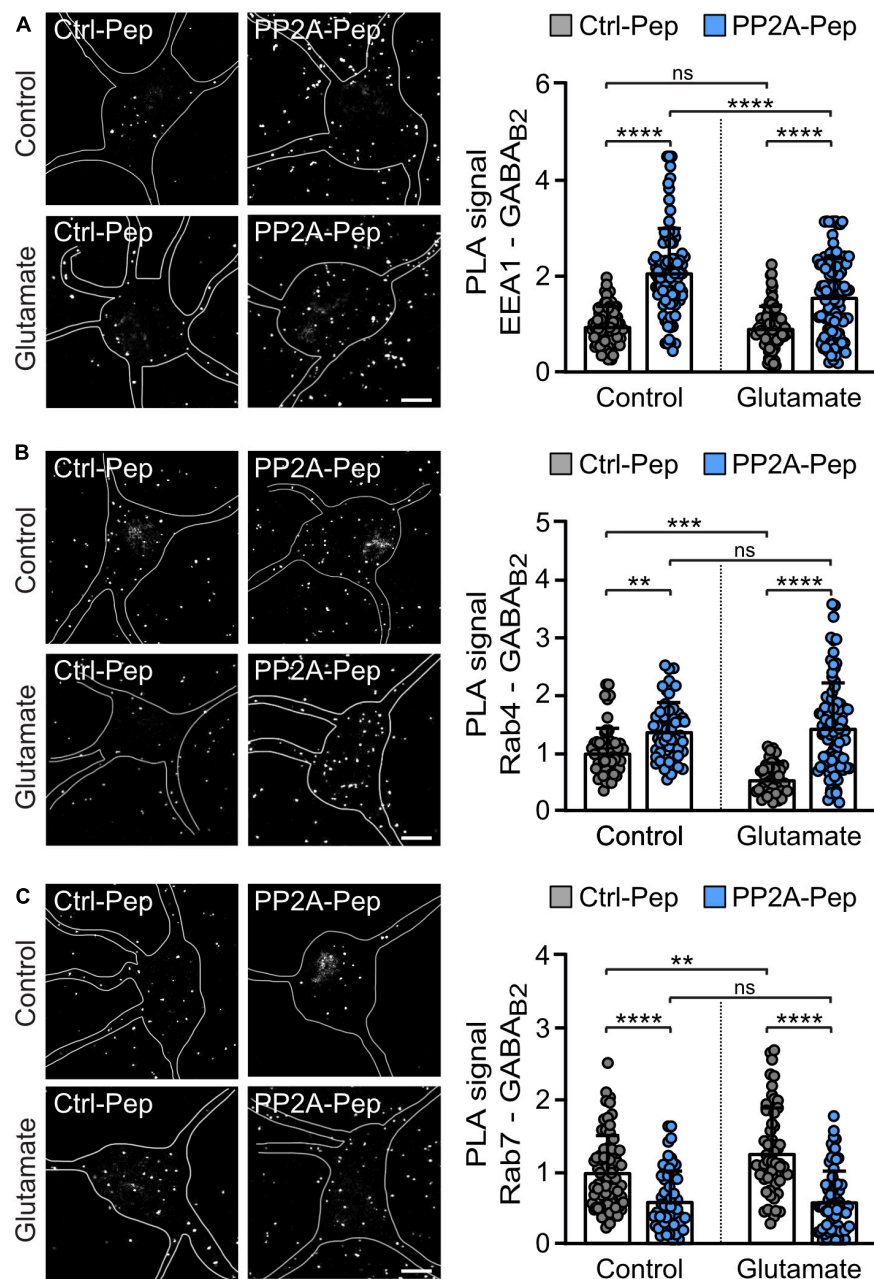 A
Ctrl-Pep
PP2A-Pep
Control
Ctrl-Pep
PP2A-Pep
Glutamate
Ctrl-Pep PP2A-Pep
PLA signal
EEA1 - GABAB2
6
4
2
0
ns
****
****
****
Control Glutamate
B
Ctrl-Pep
PP2A-Pep
Control
Ctrl-Pep
PP2A-Pep
Glutamate
Ctrl-Pep PP2A-Pep
PLA signal
Rab4 - GABAB2
5
4
3
2
1
0
***
ns
**
****
Control Glutamate
C
Ctrl-Pep
PP2A-Pep
Control
Ctrl-Pep
PP2A-Pep
Glutamate
Ctrl-Pep PP2A-Pep
PLA signal
Rab7 - GABAB2
4
3
2
1
0
**
ns
****
****
Control Glutamate